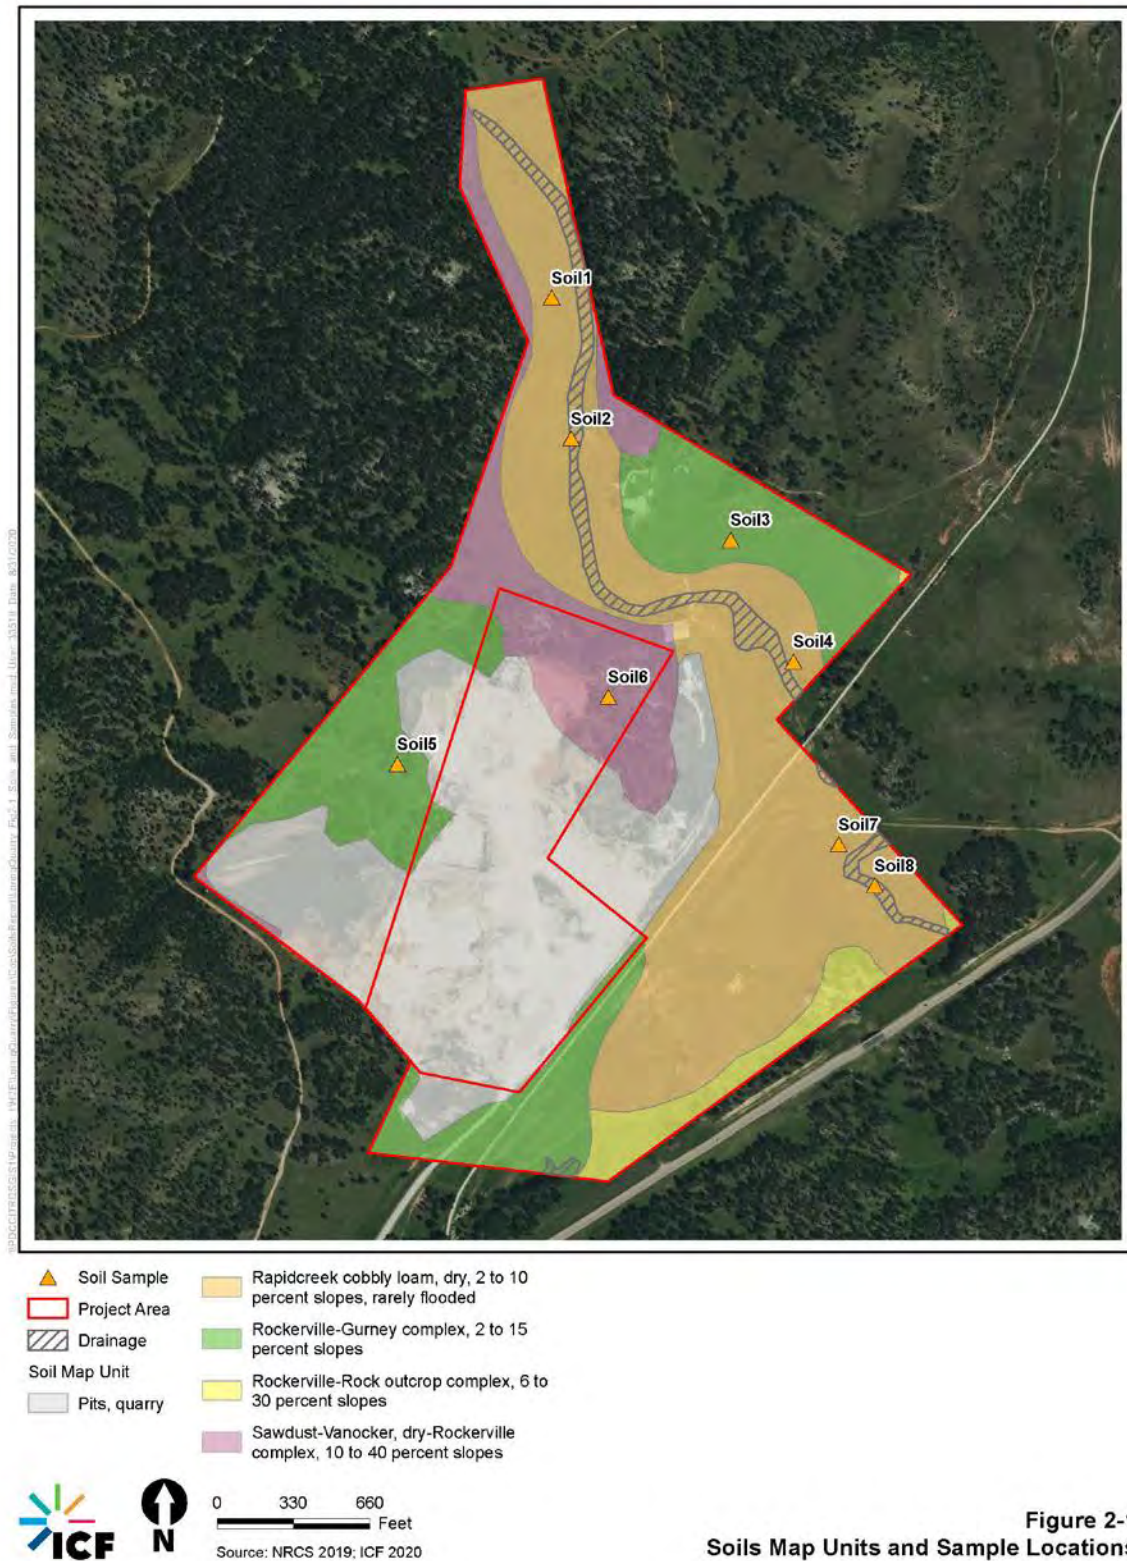 Soil1
Soil2
Soil3
Soil4
Soil6
Soil5
Soil7
Soil8
Soil Sample
Project Area
Drainage
Soil Map Unit
Pits, quarry
Rapidcreek cobbly loam, dry, 2 to 10
percent slopes, rarely flooded
Rockerville-Gurney complex, 2 to 15
percent slopes
Rockerville-Rock outcrop complex, 6 to
30 percent slopes
Sawdust-Vanocker, dry-Rockerville
complex, 10 to 40 percent slopes
ICF
N
0 330 660
Feet
Source: NRCS 2019; ICF 2020
Figure 2-
Soils Map Units and Sample Locations